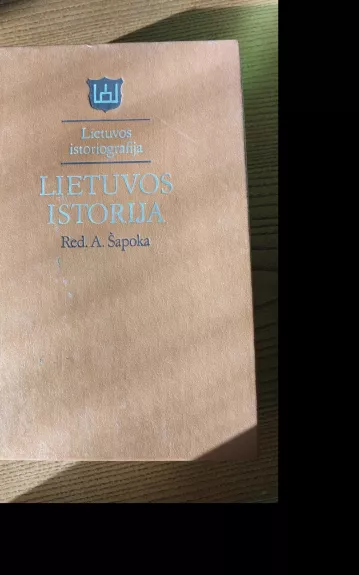 Lietuvos
istoriografija
LIETUVOS
ISTORIJA
Red. A. Šapoka